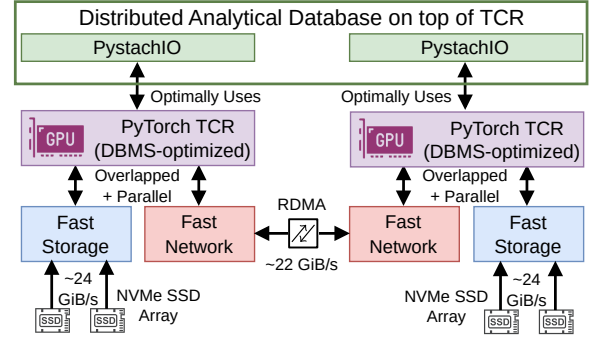 Distributed Analytical Database on top of TCR
PystachIO
PystachIO
Optimally Uses
Optimally Uses
GPU
PyTorch TCR
(DBMS-optimized)
GPU
PyTorch TCR
(DBMS-optimized)
Overlapped
+ Parallel
Overlapped
+ Parallel
Fast
Storage
Fast
Network
RDMA
~22 GiB/s
Fast
Network
Fast
Storage
~24
GiB/s
NVMe SSD
Array
SSD
SSD
NVMe SSD
Array
~24
GiB/s
SSD
SSD